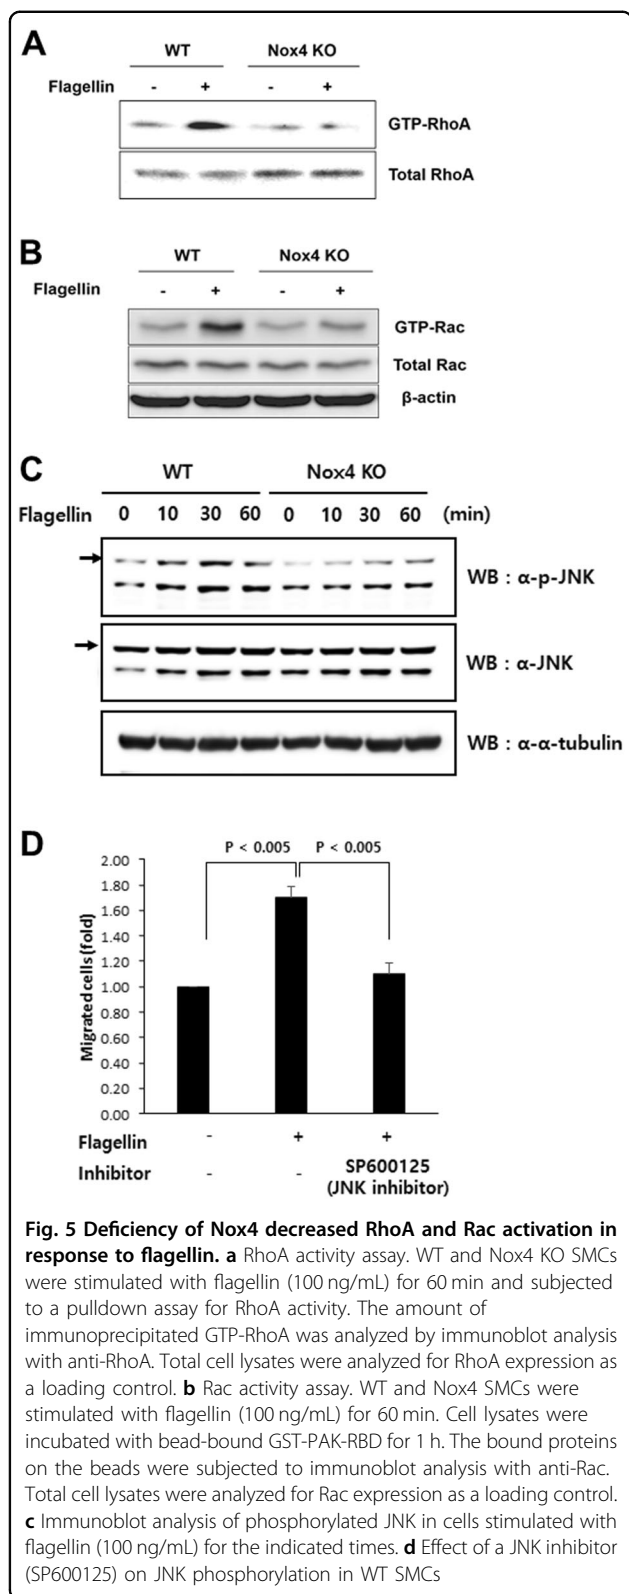 A
WT Nox4 KO
Flagellin - + - +
GTP-RhoA
Total RhoA
B
WT Nox4 KO
Flagellin - + - +
GTP-Rac
Total Rac
β-actin
C
WT Nox4 KO
Flagellin 0 10 30 60 0 10 30 60 (min)
WB : α-p-JNK
WB : α-JNK
WB : α-α-tubulin
D
P < 0.005 P < 0.005
2.00
1.80
1.60
1.40
1.20
1.00
0.80
0.60
0.40
0.20
0.00
Migrated cells (fold)
Flagellin - + +
Inhibitor - - SP600125
(JNK inhibitor)
Fig. 5 Deficiency of Nox4 decreased RhoA and Rac activation in
response to flagellin. a RhoA activity assay. WT and Nox4 KO SMCs
were stimulated with flagellin (100 ng/mL) for 60 min and subjected
to a pulldown assay for RhoA activity. The amount of
immunoprecipitated GTP-RhoA was analyzed by immunoblot analysis
with anti-RhoA. Total cell lysates were analyzed for RhoA expression as
a loading control. b Rac activity assay. WT and Nox4 SMCs were
stimulated with flagellin (100 ng/mL) for 60 min. Cell lysates were
incubated with bead-bound GST-PAK-RBD for 1 h. The bound proteins
on the beads were subjected to immunoblot analysis with anti-Rac.
Total cell lysates were analyzed for Rac expression as a loading control.
c Immunoblot analysis of phosphorylated JNK in cells stimulated with
flagellin (100 ng/mL) for the indicated times. d Effect of a JNK inhibitor
(SP600125) on JNK phosphorylation in WT SMCs